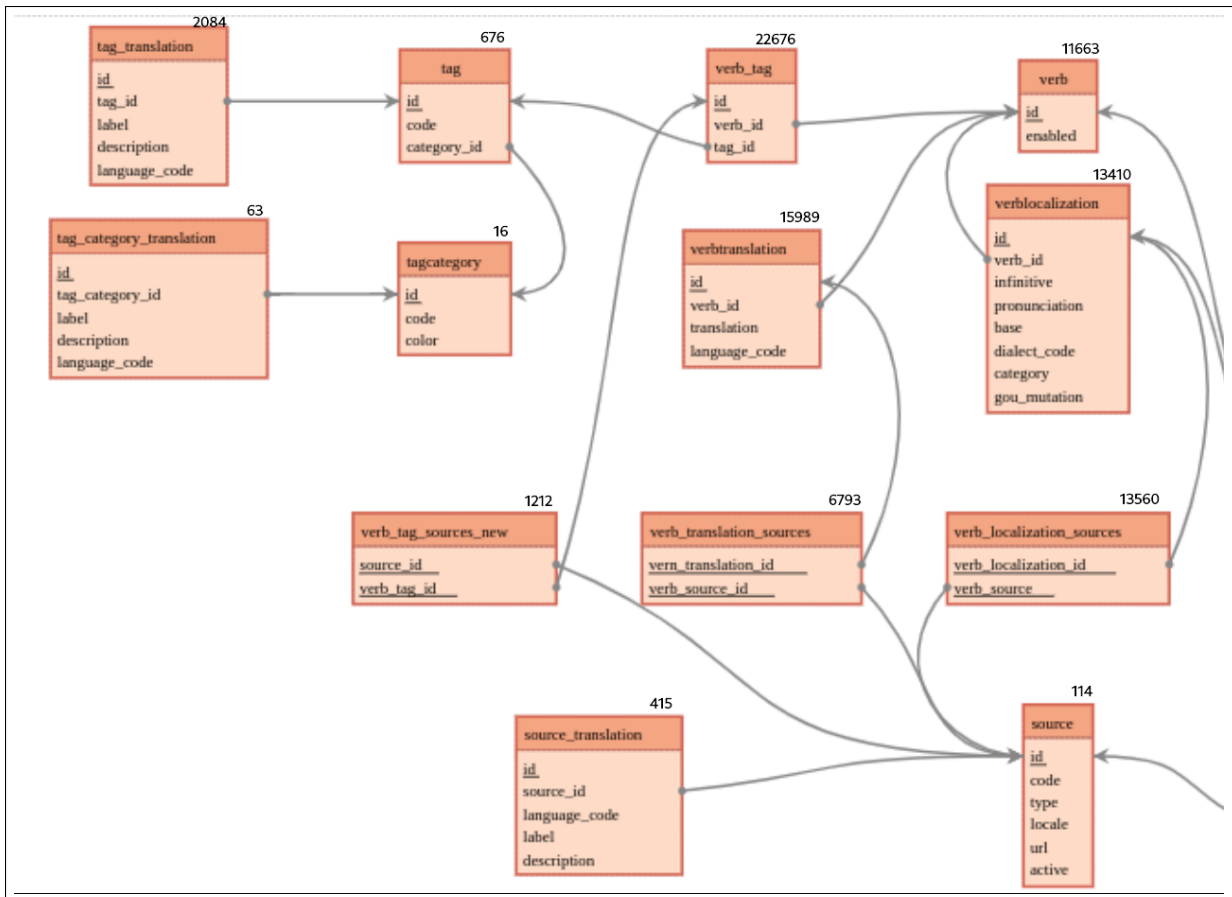 2084
tag_translation
id
tag_id
label
description
language_code
676
tag
id
code
category_id
22676
verb_tag
id
verb_id
tag_id
11663
verb
id
enabled
63
tag_category_translation
id
tag_category_id
label
description
language_code
16
tagcategory
id
code
color
15989
verbtranslation
id
verb_id
translation
language_code
13410
verblocalization
id
verb_id
infinitive
pronunciation
base
dialect_code
category
gou_mutation
1212
verb_tag_sources_new
source_id
verb_tag_id
6793
verb_translation_sources
vern_translation_id
verb_source_id
13560
verb_localization_sources
verb_localization_id
verb_source
415
source_translation
id
source_id
language_code
label
description
114
source
id
code
type
locale
url
active